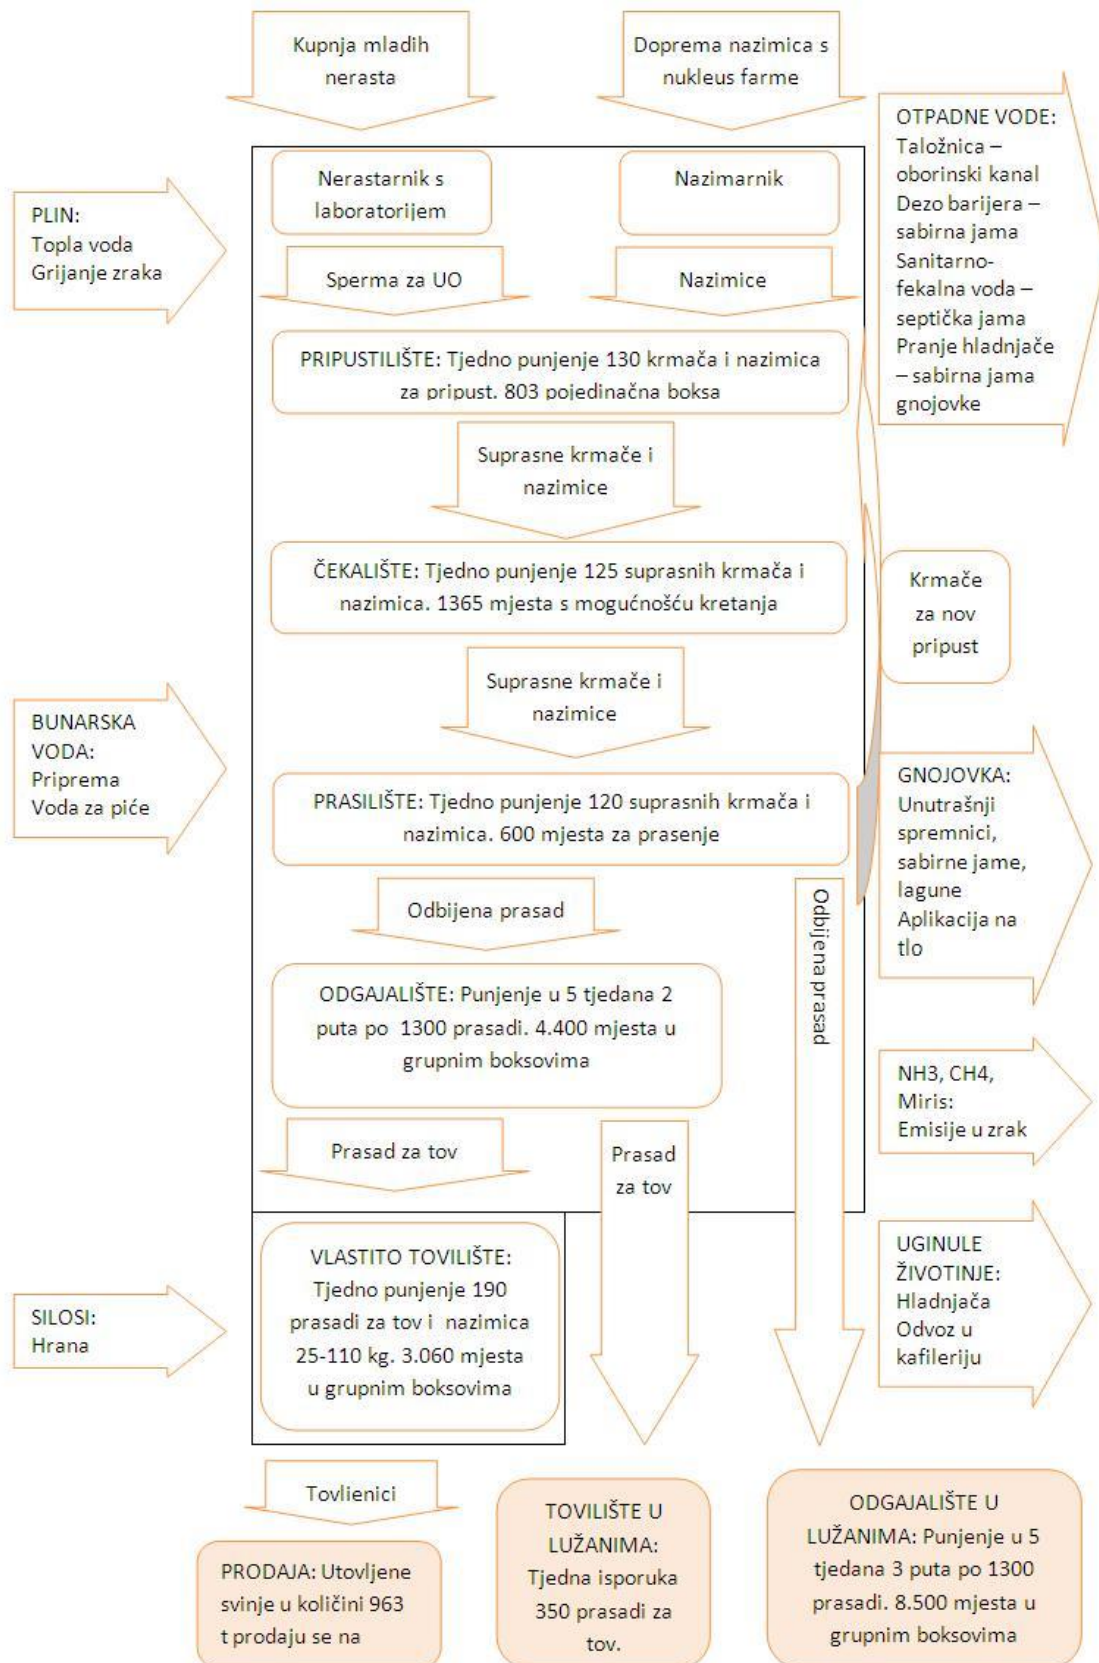 Kupnja mladih
nerasta
Doprema nazimica s
nukleus farme
OTPADNE VODE:
Taložnica –
oborinski kanal
Dezo barijera –
sabirna jama
Sanitarno-
fekalna voda –
septička jama
Pranje hladnjače
– sabirna jama
gnojovke
PLIN:
Topla voda
Grijanje zraka
Nerastarnik s
laboratorijem
Nazimarnik
Sperma za UO
Nazimice
PRIPUSTILIŠTE: Tjedno punjenje 130 krmača i nazimica
za pripust. 803 pojedinačna boksa
Suprasne krmače i
nazimice
ČEKALIŠTE: Tjedno punjenje 125 suprasnih krmača i
nazimica. 1365 mjesta s mogućnošću kretanja
Krmače
za nov
pripust
Suprasne krmače i
nazimice
BUNARSKA
VODA:
Priprema
Voda za piće
PRASILIŠTE: Tjedno punjenje 120 suprasnih krmača i
nazimica. 600 mjesta za prasenje
GNOJOVKA:
Unutrašnji
spremnici,
sabirne jame,
lagune
Aplikacija na
tlo
Odbijena prasad
Odbijena prasad
ODGAJALIŠTE: Punjenje u 5 tjedana 2
puta po 1300 prasadi. 4.400 mjesta u
grupnim boksovima
NH3, CH4,
Miris:
Emisije u zrak
Prasad za tov
Prasad
za tov
VLASTITO TOVILIŠTE:
Tjedno punjenje 190
prasadi za tov i nazimica
25-110 kg. 3.060 mjesta
u grupnim boksovima
UGINULE
ŽIVOTINJE:
Hladnjača
Odvoz u
kafileriju
SILOSI:
Hrana
Tovljenici
PRODAJA: Utovljene
svinje u količini 963
t prodaju se na
TOVILIŠTE U
LUŽANIMA:
Tjedna isporuka
350 prasadi za
tov.
ODGAJALIŠTE U
LUŽANIMA: Punjenje u 5
tjedana 3 puta po 1300
prasadi. 8.500 mjesta u
grupnim boksovima